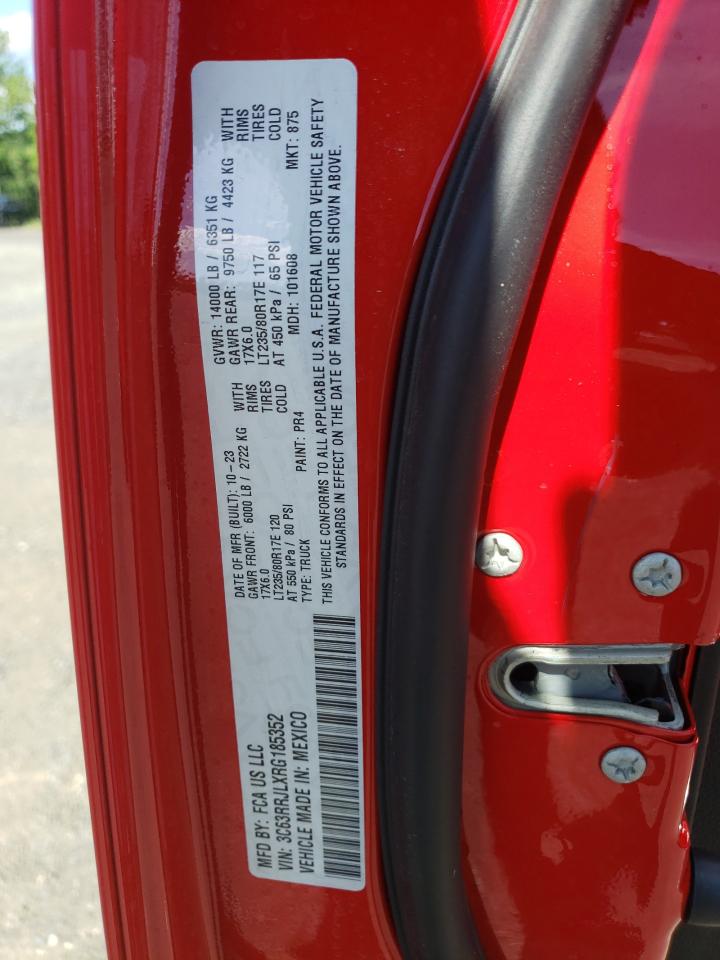 MFD BY: FCA US LLC
DATE OF MFR (BUILT): 10-23
GVWR: 14000 LB / 6351 KG
GAWR FRONT: 6000 LB / 2722 KG WITH
17X6.0 RIMS
LT235/80R17E 120 TIRES
AT 550 kPa / 80 PSI COLD
GAWR REAR: 9750 LB / 4423 KG WITH
17X6.0 RIMS
LT235/80R17E 117 TIRES
AT 450 kPa / 65 PSI COLD
VIN: 3C63RRJLXRG185352
TYPE: TRUCK
PAINT: PR4
MDH: 101608
MKT: 875
VEHICLE MADE IN: MEXICO
THIS VEHICLE CONFORMS TO ALL APPLICABLE U.S.A. FEDERAL MOTOR VEHICLE SAFETY
STANDARDS IN EFFECT ON THE DATE OF MANUFACTURE SHOWN ABOVE.